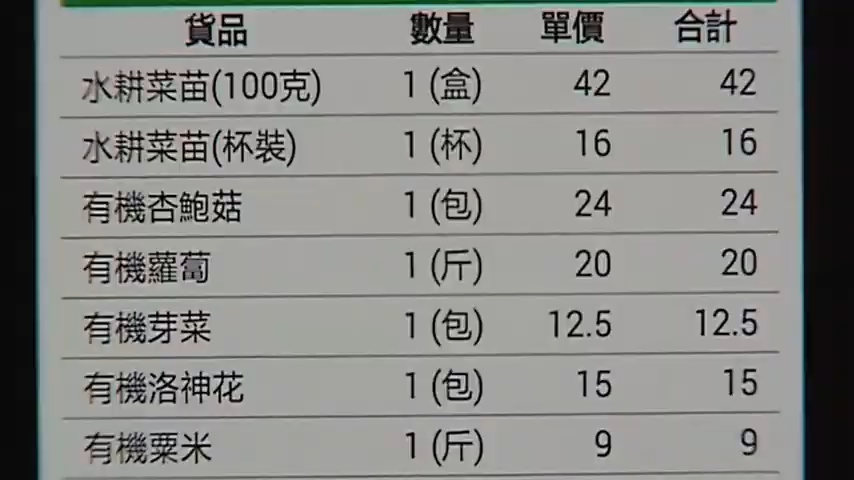 貨品 數量 單價 合計
水耕菜苗(100克) 1 (盒) 42 42
水耕菜苗(杯裝) 1 (杯) 16 16
有機杏鮑菇 1 (包) 24 24
有機蘿蔔 1 (斤) 20 20
有機芽菜 1 (包) 12.5 12.5
有機洛神花 1 (包) 15 15
有機粟米 1 (斤) 9 9